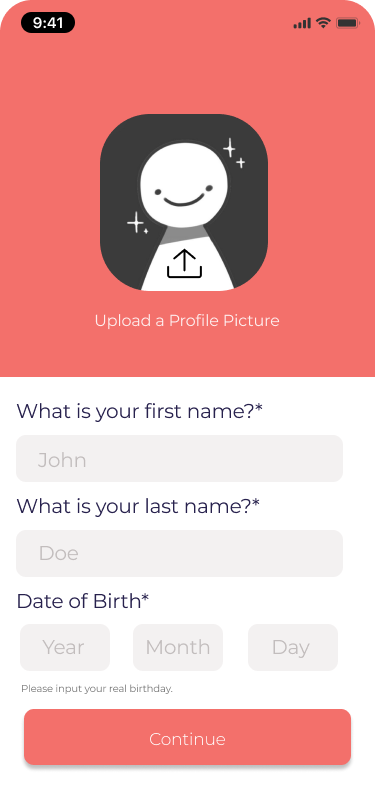 9:41
Upload a Profile Picture
What is your first name?*
John
What is your last name?*
Doe
Date of Birth*
Year Month Day
Please input your real birthday.
Continue